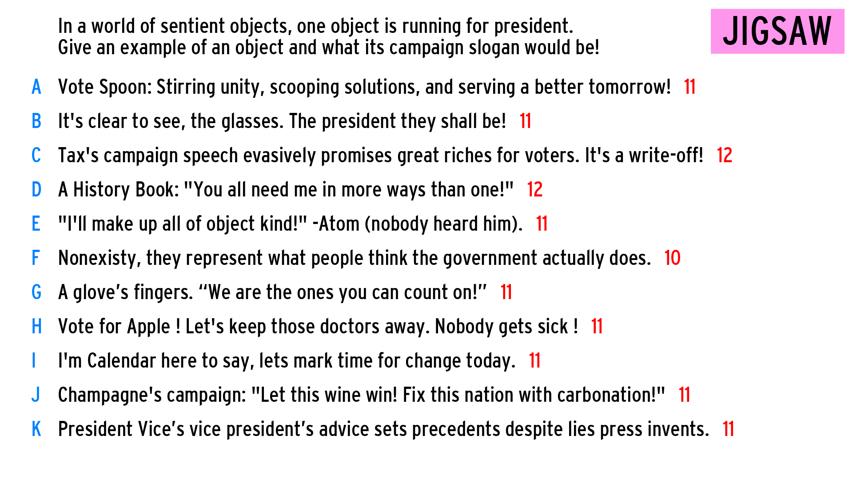 In a world of sentient objects, one object is running for president.
Give an example of an object and what its campaign slogan would be!
JIGSAW
A Vote Spoon: Stirring unity, scooping solutions, and serving a better tomorrow! 11
B It's clear to see, the glasses. The president they shall be! 11
C Tax's campaign speech evasively promises great riches for voters. It's a write-off! 12
D A History Book: "You all need me in more ways than one!" 12
E "I'll make up all of object kind!" -Atom (nobody heard him). 11
F Nonexisty, they represent what people think the government actually does. 10
G A glove’s fingers. “We are the ones you can count on!” 11
H Vote for Apple ! Let's keep those doctors away. Nobody gets sick ! 11
I I'm Calendar here to say, lets mark time for change today. 11
J Champagne's campaign: "Let this wine win! Fix this nation with carbonation!" 11
K President Vice’s vice president’s advice sets precedents despite lies press invents. 11